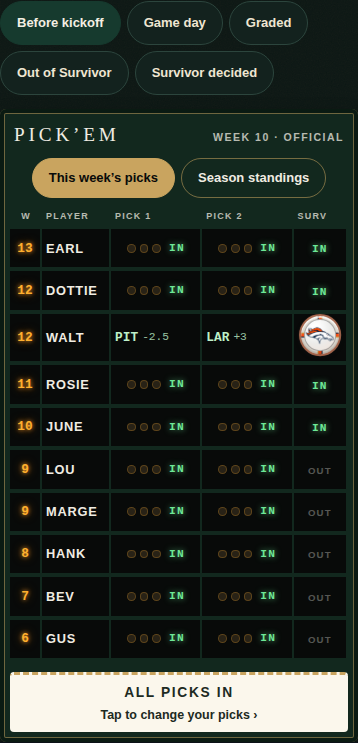 Before kickoff Game day Graded
Out of Survivor Survivor decided
PICK’EM WEEK 10 · OFFICIAL
This week’s picks Season standings
W PLAYER PICK 1 PICK 2 SURV
13 EARL IN IN IN
12 DOTTIE IN IN IN
12 WALT PIT -2.5 LAR +3
11 ROSIE IN IN IN
10 JUNE IN IN IN
9 LOU IN IN OUT
9 MARGE IN IN OUT
8 HANK IN IN OUT
7 BEV IN IN OUT
6 GUS IN IN OUT
ALL PICKS IN
Tap to change your picks ›